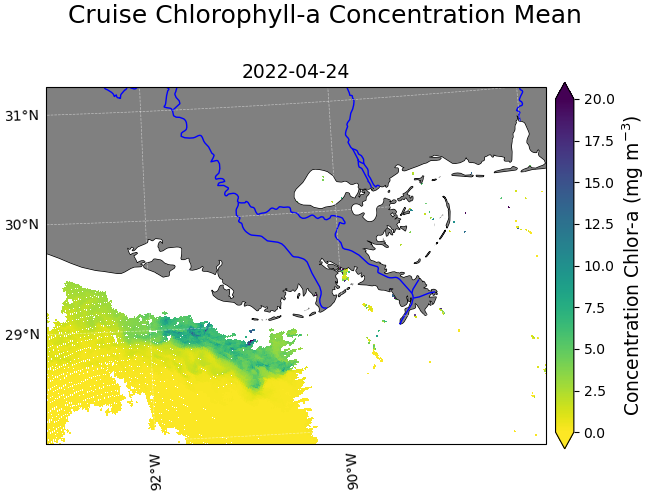 Cruise Chlorophyll-a Concentration Mean
2022-04-24
31°N
30°N
29°N
92°W
90°W
20.0
17.5
15.0
12.5
10.0
7.5
5.0
2.5
0.0
Concentration Chlor-a (mg m⁻³)